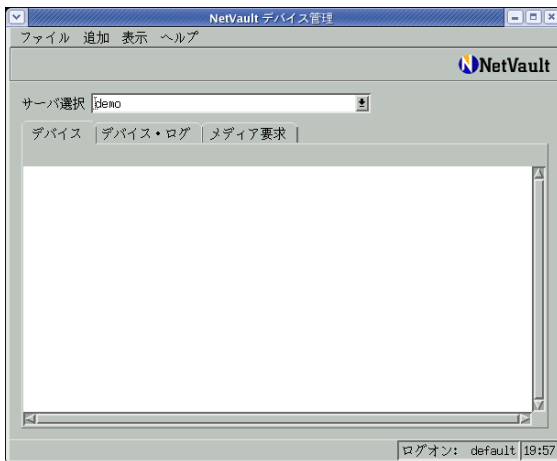 NetVault デバイス管理
ファイル 追加 表示 ヘルプ
NetVault
サーバ選択 demo
デバイス デバイス・ログ メディア要求
ログオン: default 19:57